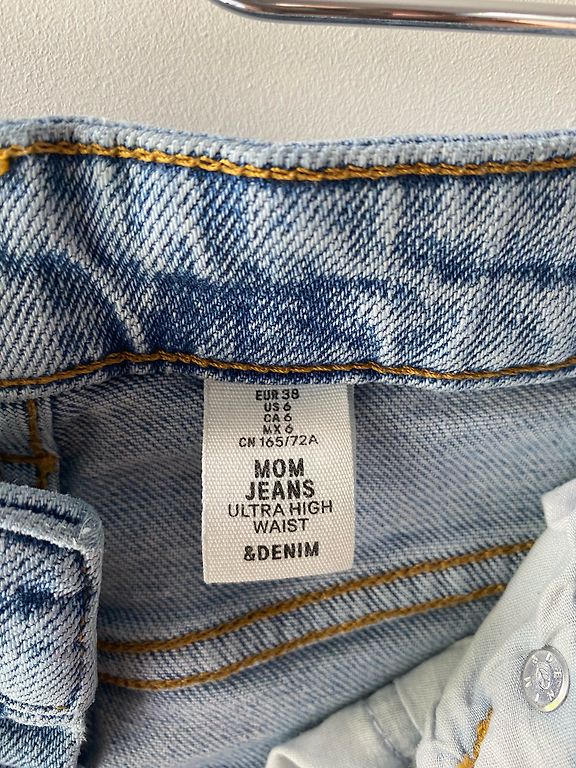 EUR 38
US 6
CA 6
MX 6
CN 165/72A
MOM
JEANS
ULTRA HIGH
WAIST
&DENIM